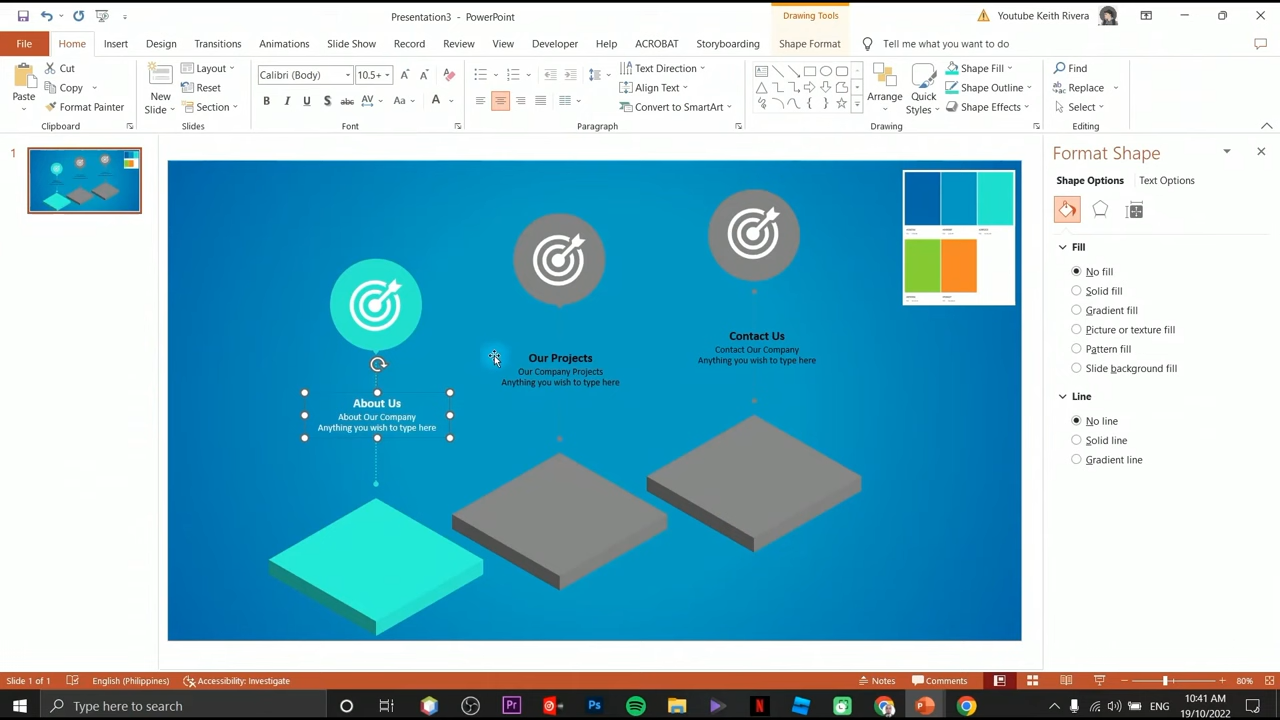 Presentation3 - PowerPoint
Drawing Tools
Youtube Keith Rivera
File
Home
Insert
Design
Transitions
Animations
Slide Show
Record
Review
View
Developer
Help
ACROBAT
Storyboarding
Shape Format
Tell me what you want to do
Paste
Cut
Copy
Format Painter
Clipboard
New Slide
Layout
Reset
Section
Slides
Calibri (Body)
10.5+
Font
Text Direction
Align Text
Convert to SmartArt
Paragraph
Arrange
Quick Styles
Shape Fill
Shape Outline
Shape Effects
Drawing
Find
Replace
Select
Editing
1
About Us
About Our Company
Anything you wish to type here
Our Projects
Our Company Projects
Anything you wish to type here
Contact Us
Contact Our Company
Anything you wish to type here
Format Shape
Shape Options
Text Options
Fill
No fill
Solid fill
Gradient fill
Picture or texture fill
Pattern fill
Slide background fill
Line
No line
Solid line
Gradient line
Slide 1 of 1
English (Philippines)
Accessibility: Investigate
Notes
Comments
80%
Type here to search
ENG
10:41 AM
19/10/2022